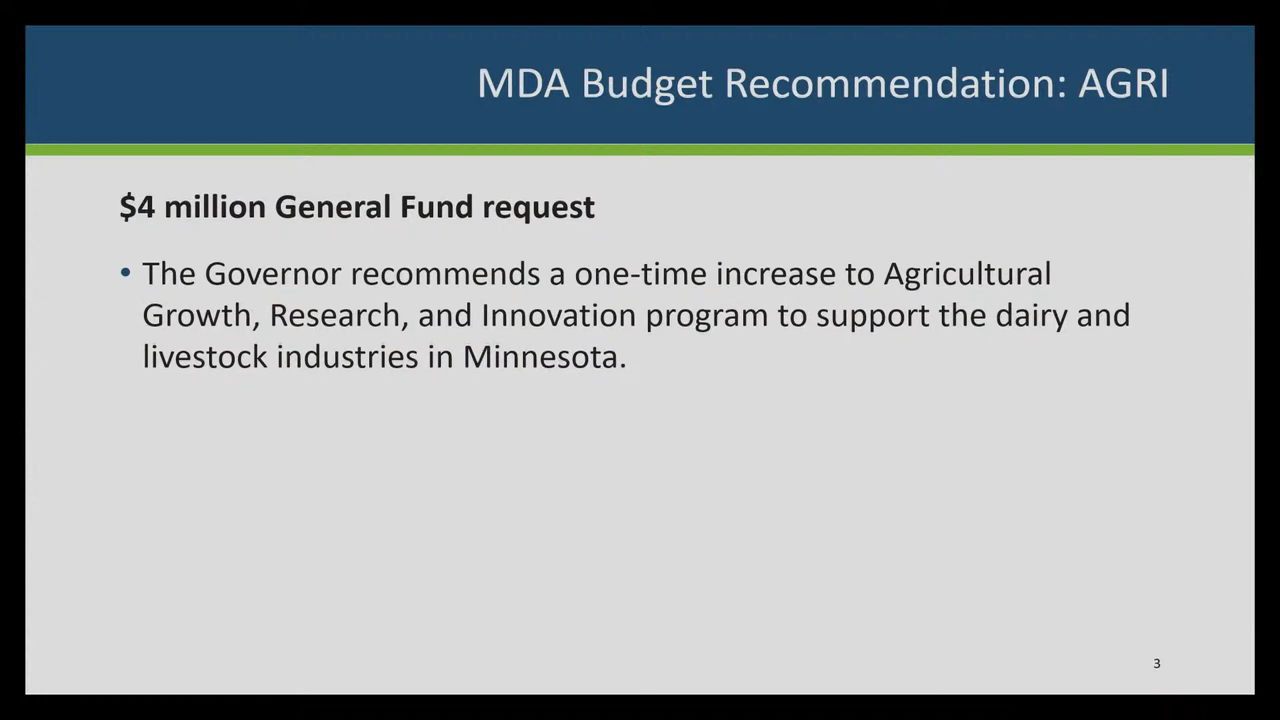 MDA Budget Recommendation: AGRI
$4 million General Fund request
• The Governor recommends a one-time increase to Agricultural
Growth, Research, and Innovation program to support the dairy and
livestock industries in Minnesota.
3